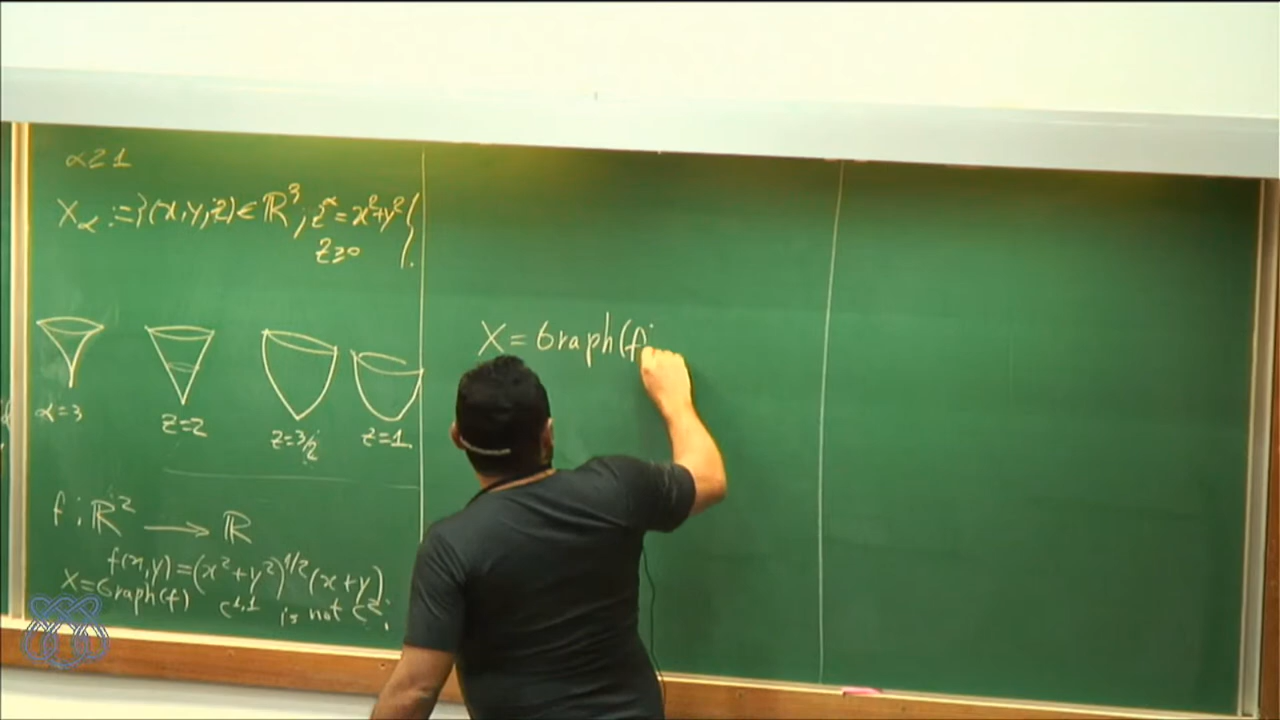 α≥1
X_α := {(x,y,z) ∈ ℝ³; z^α = x²+y²
z≥0 }.
α=3
z=2
z=3/2
z=1
f: ℝ² → ℝ
f(x,y) = (x²+y²)^{1/2}(x+y)
X=Graph(f) C^{1,1} is not C²;
X = Graph(f)